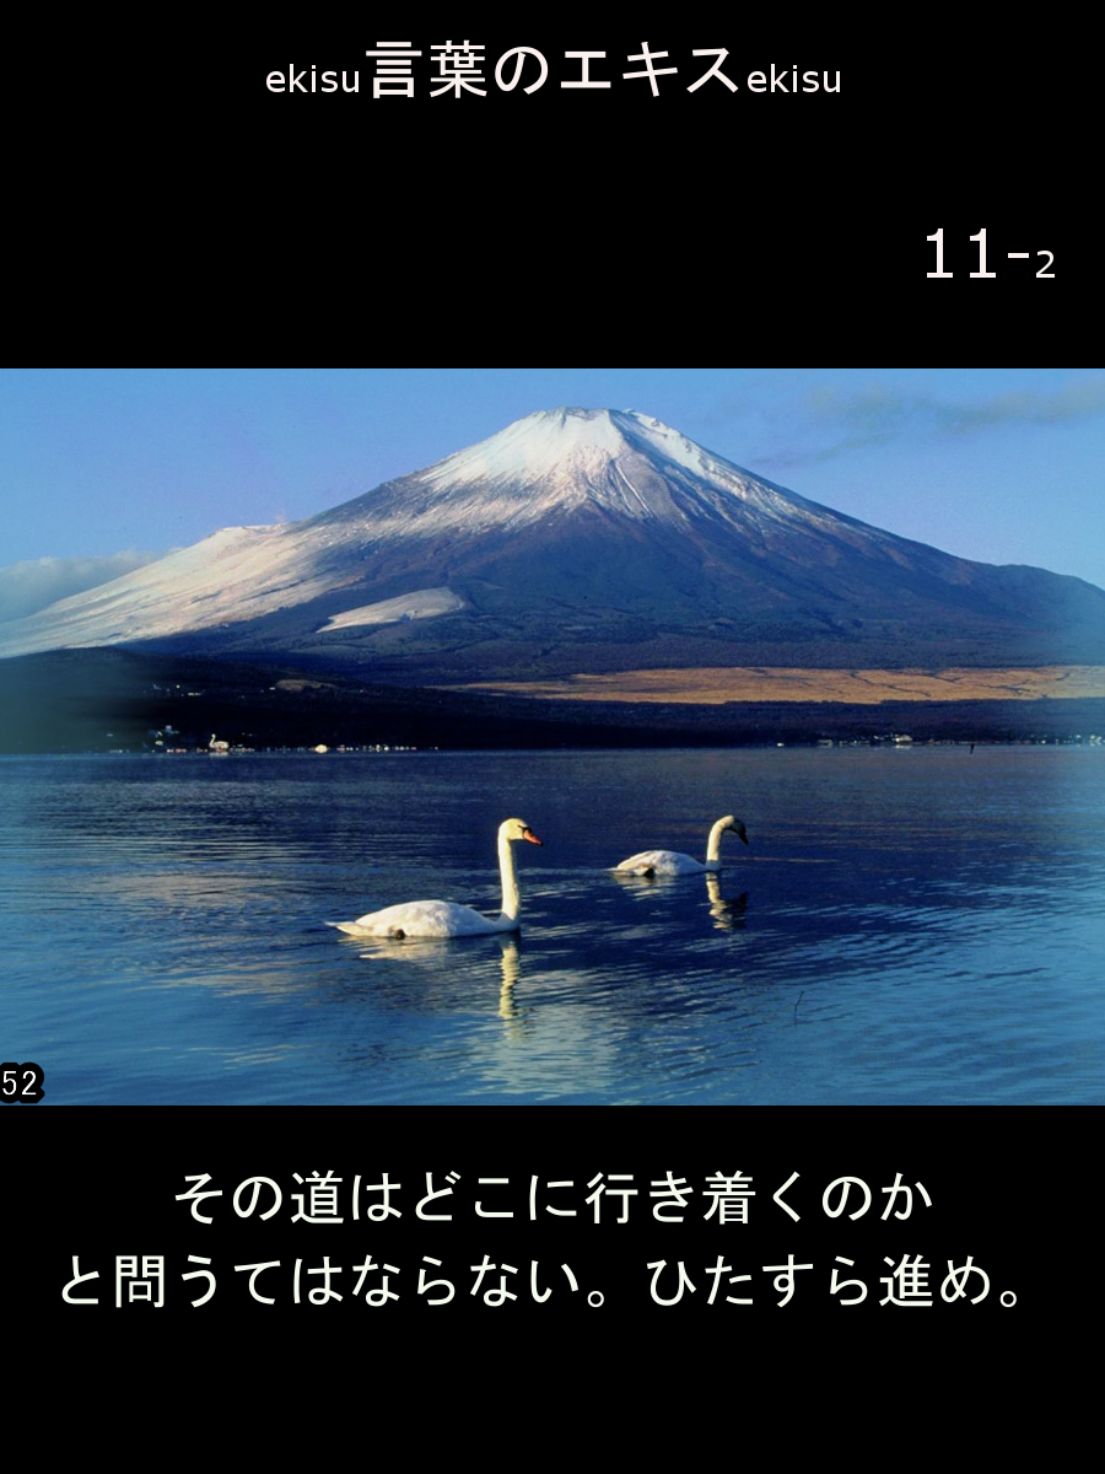 ekisu言葉のエキスekisu
11-2
52
その道はどこに行き着くのか
と問うてはならない。ひたすら進め。